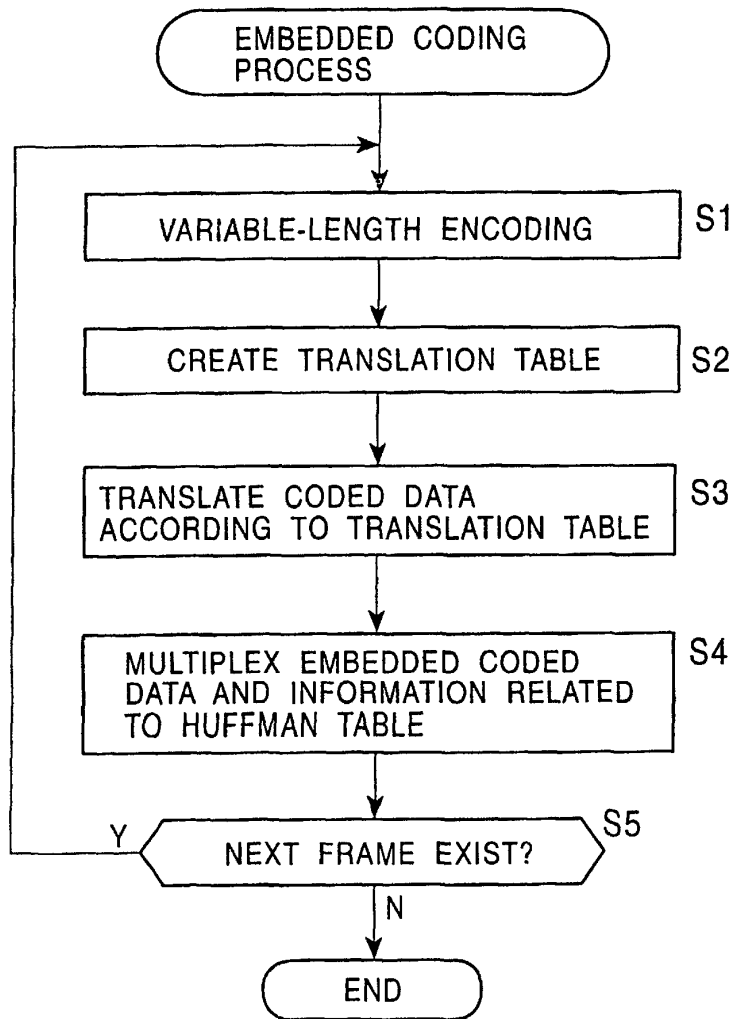 EMBEDDED CODING
PROCESS
VARIABLE-LENGTH ENCODING
S1
CREATE TRANSLATION TABLE
S2
TRANSLATE CODED DATA
ACCORDING TO TRANSLATION TABLE
S3
MULTIPLEX EMBEDDED CODED
DATA AND INFORMATION RELATED
TO HUFFMAN TABLE
S4
Y
NEXT FRAME EXIST?
S5
N
END